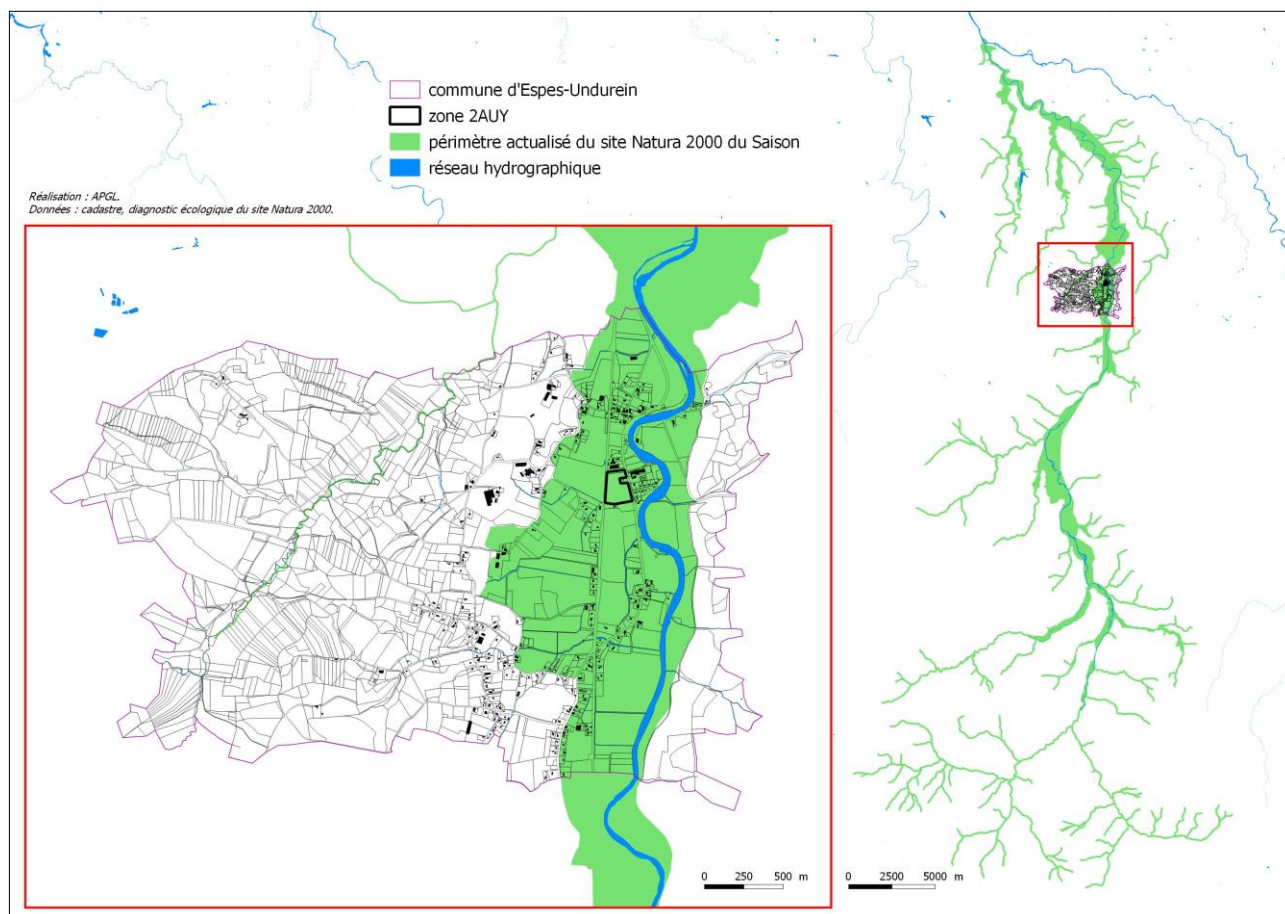 commune d'Espes-Undurein
zone 2AUY
périmètre actualisé du site Natura 2000 du Saison
réseau hydrographique
Réalisation : APGL.
Données : cadastre, diagnostic écologique du site Natura 2000.
0 250 500 m
0 2500 5000 m